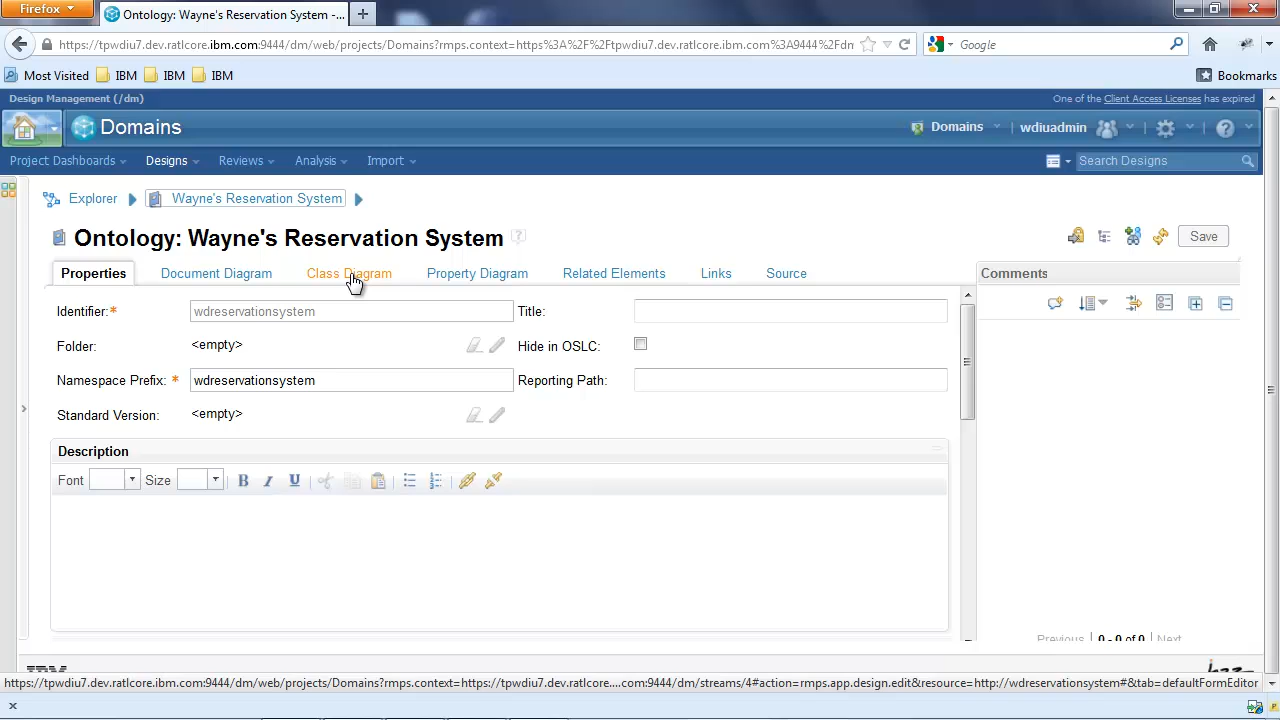 Firefox
Ontology: Wayne's Reservation System -...
https://tpwdiu7.dev.ratlcore.ibm.com:9444/dm/web/projects/Domains?rmps.context=https%3A%2F%2Ftpwdiu7.dev.ratlcore.ibm.com%3A9444%2Fdm
Google
Most Visited IBM IBM IBM Bookmarks
Design Management (/dm) One of the Client Access Licenses has expired
Domains Domains wdiuadmin
Project Dashboards Designs Reviews Analysis Import Search Designs
Explorer Wayne's Reservation System
Ontology: Wayne's Reservation System ? Save
Properties Document Diagram Class Diagram Property Diagram Related Elements Links Source Comments
Identifier:* wdreservationsystem Title:
Folder: <empty> Hide in OSLC:
Namespace Prefix: * wdreservationsystem Reporting Path:
Standard Version: <empty>
Description
Font Size B I U
Previous 0 - 0 of 0 Next
https://tpwdiu7.dev.ratlcore.ibm.com:9444/dm/web/projects/Domains?rmps.context=https://tpwdiu7.dev.ratlcore....com:9444/dm/streams/4#action=rmps.app.design.edit&resource=http://wdreservationsystem#&tab=defaultFormEditor